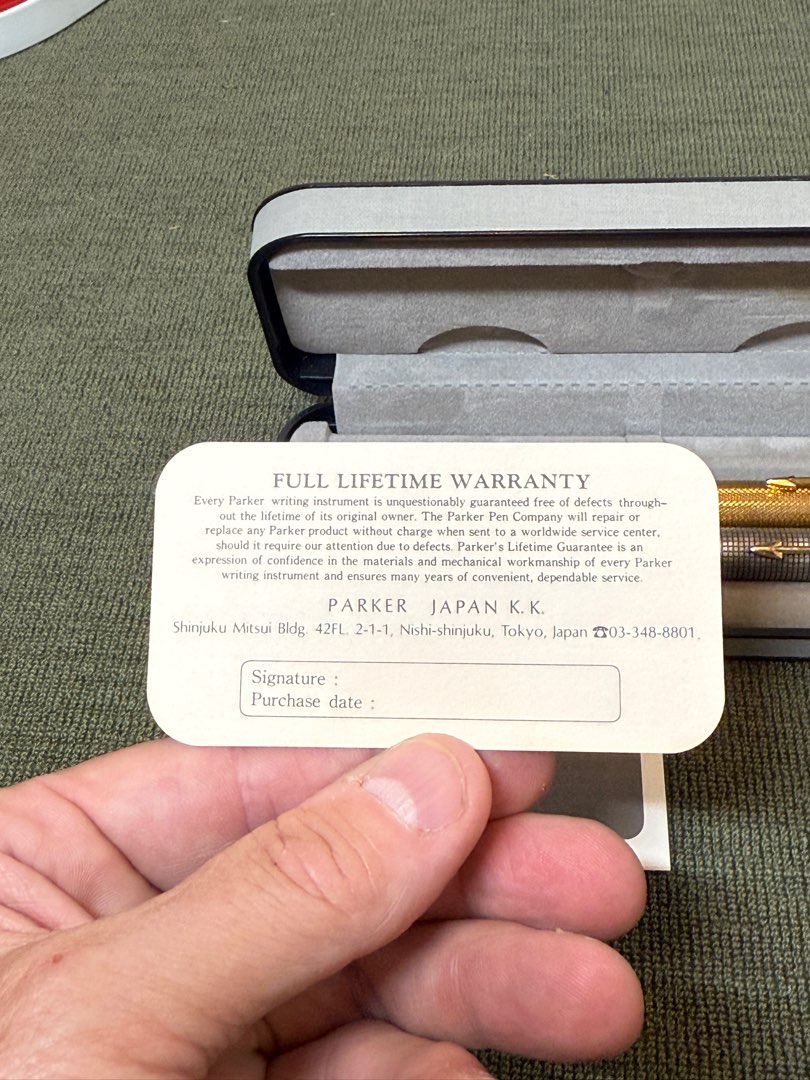 FULL LIFETIME WARRANTY
Every Parker writing instrument is unquestionably guaranteed free of defects through-
out the lifetime of its original owner. The Parker Pen Company will repair or
replace any Parker product without charge when sent to a worldwide service center,
should it require our attention due to defects. Parker's Lifetime Guarantee is an
expression of confidence in the materials and mechanical workmanship of every Parker
writing instrument and ensures many years of convenient, dependable service.
PARKER JAPAN K.K.
Shinjuku Mitsui Bldg. 42FL. 2-1-1, Nishi-shinjuku, Tokyo, Japan ☎03-348-8801.
Signature :
Purchase date :